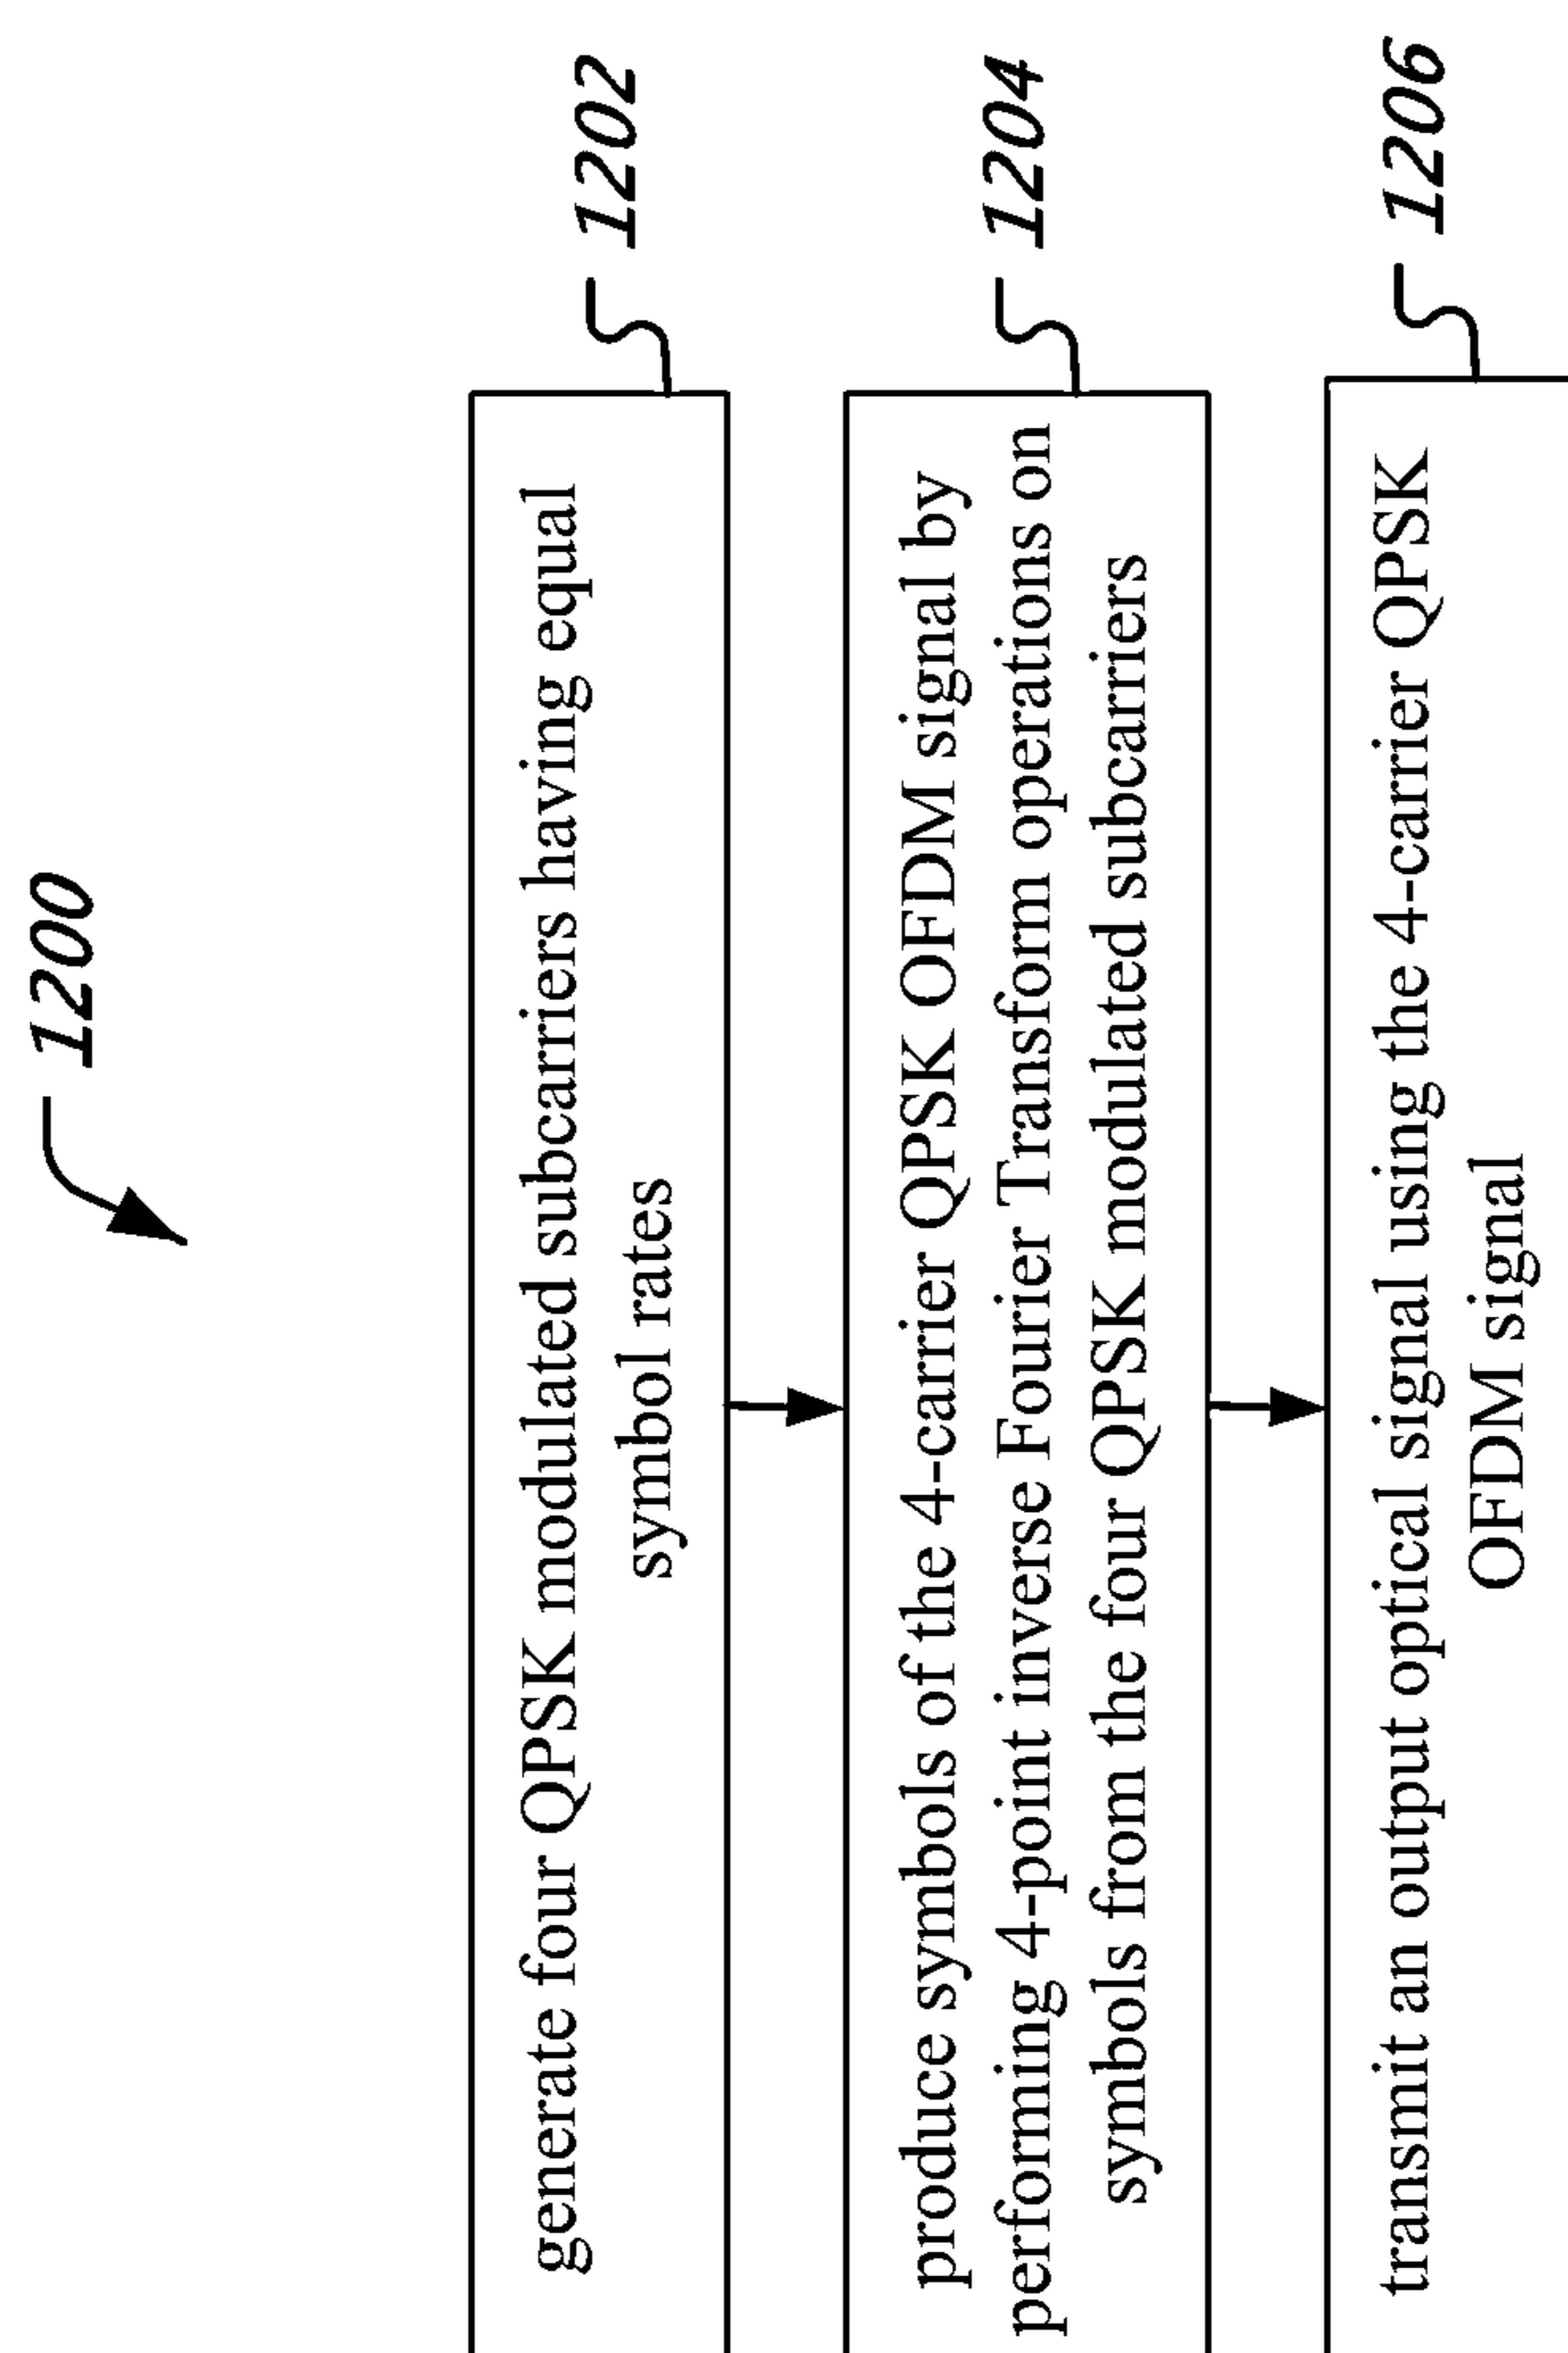 1200
generate four QPSK modulated subcarriers having equal
symbol rates
1202
produce symbols of the 4-carrier QPSK OFDM signal by
performing 4-point inverse Fourier Transform operations on
symbols from the four QPSK modulated subcarriers
1204
transmit an output optical signal using the 4-carrier QPSK
OFDM signal
1206